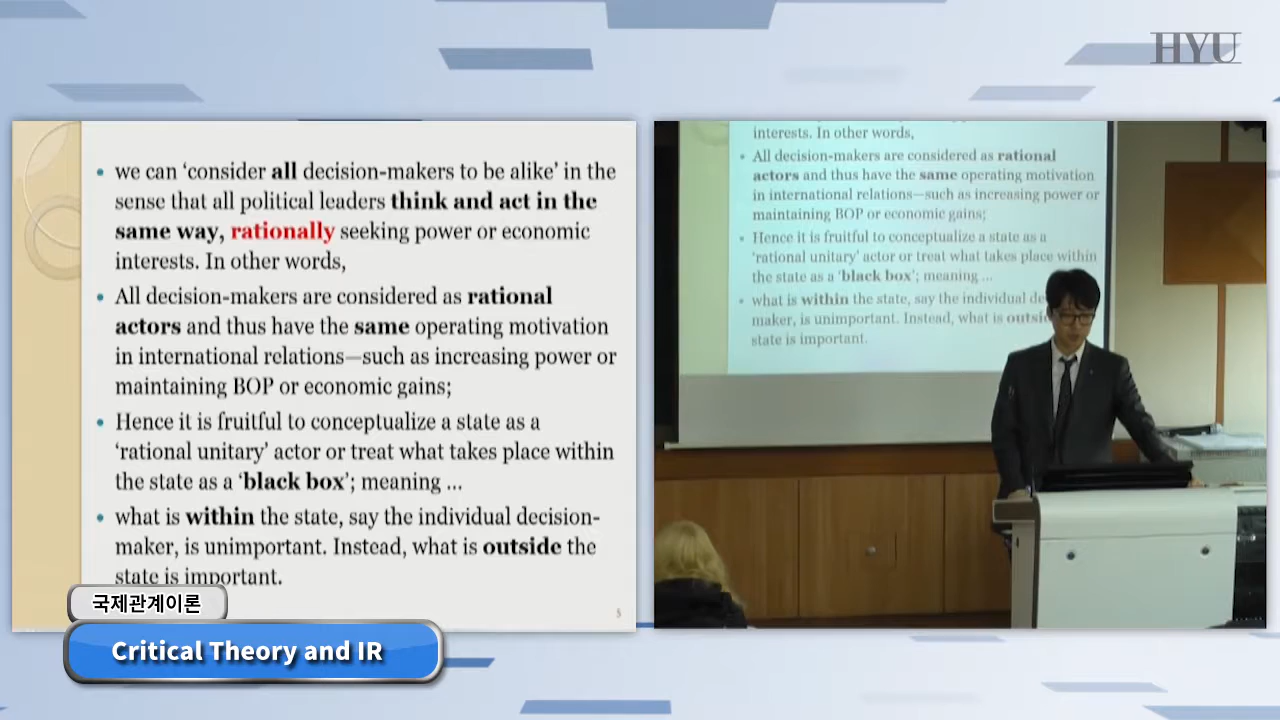 HYU
• we can ‘consider all decision-makers to be alike’ in the
sense that all political leaders think and act in the
same way, rationally seeking power or economic
interests. In other words,
• All decision-makers are considered as rational
actors and thus have the same operating motivation
in international relations—such as increasing power or
maintaining BOP or economic gains;
• Hence it is fruitful to conceptualize a state as a
‘rational unitary’ actor or treat what takes place within
the state as a ‘black box’; meaning ...
• what is within the state, say the individual decision-
maker, is unimportant. Instead, what is outside the
state is important.
5
interests. In other words,
• All decision-makers are considered as rational
actors and thus have the same operating motivation
in international relations—such as increasing power or
maintaining BOP or economic gains;
• Hence it is fruitful to conceptualize a state as a
‘rational unitary’ actor or treat what takes place within
the state as a ‘black box’; meaning ...
• what is within the state, say the individual de
maker, is unimportant. Instead, what is outsi
state is important.
국제관계이론
Critical Theory and IR